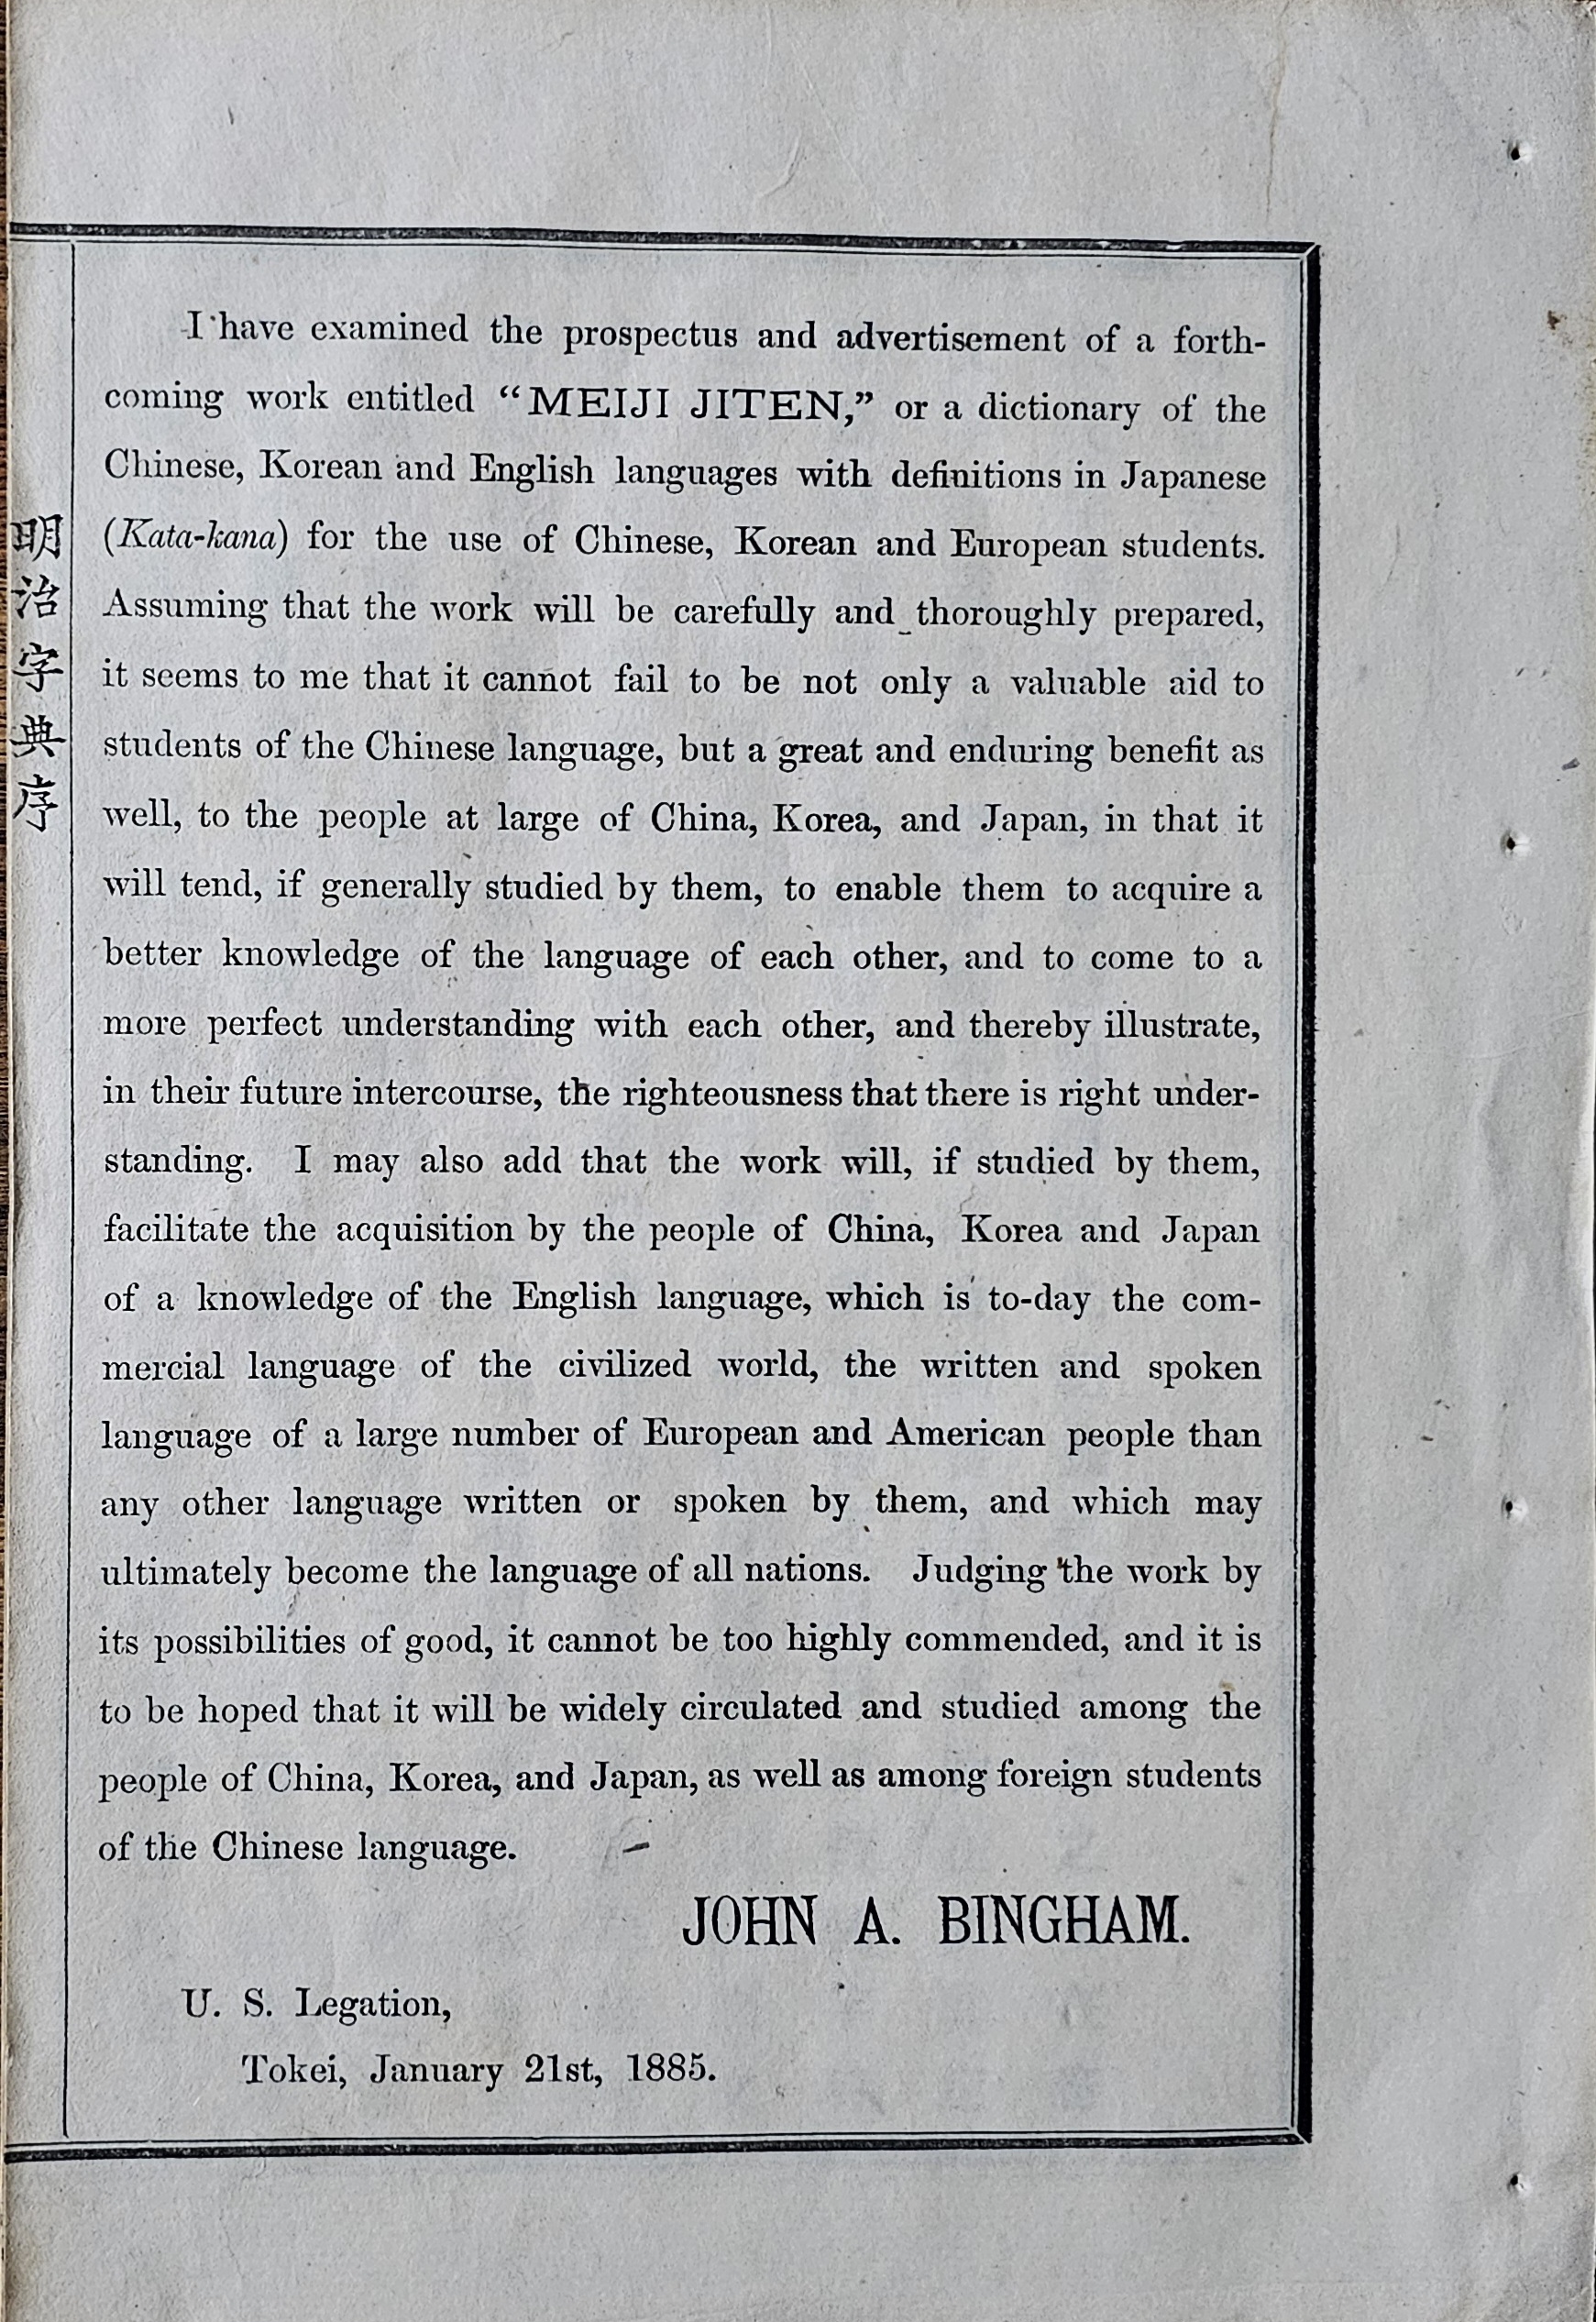 I have examined the prospectus and advertisement of a forth-
coming work entitled “MEIJI JITEN,” or a dictionary of the
Chinese, Korean and English languages with definitions in Japanese
(Kata-kana) for the use of Chinese, Korean and European students.
Assuming that the work will be carefully and thoroughly prepared,
it seems to me that it cannot fail to be not only a valuable aid to
students of the Chinese language, but a great and enduring benefit as
well, to the people at large of China, Korea, and Japan, in that it
will tend, if generally studied by them, to enable them to acquire a
better knowledge of the language of each other, and to come to a
more perfect understanding with each other, and thereby illustrate,
in their future intercourse, the righteousness that there is right under-
standing. I may also add that the work will, if studied by them,
facilitate the acquisition by the people of China, Korea and Japan
of a knowledge of the English language, which is to-day the com-
mercial language of the civilized world, the written and spoken
language of a large number of European and American people than
any other language written or spoken by them, and which may
ultimately become the language of all nations. Judging the work by
its possibilities of good, it cannot be too highly commended, and it is
to be hoped that it will be widely circulated and studied among the
people of China, Korea, and Japan, as well as among foreign students
of the Chinese language.
JOHN A. BINGHAM.
U. S. Legation,
Tokei, January 21st, 1885.
明治字典序